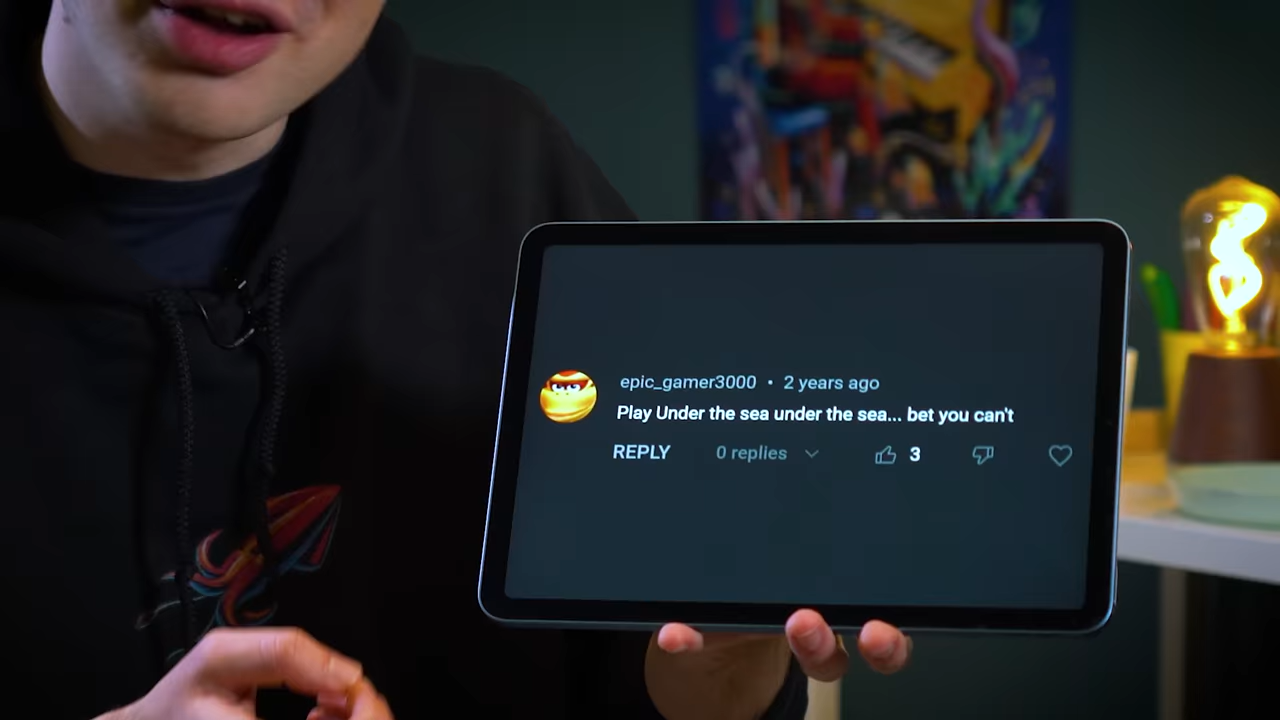 epic_gamer3000 • 2 years ago
Play Under the sea under the sea... bet you can't
REPLY 0 replies 3